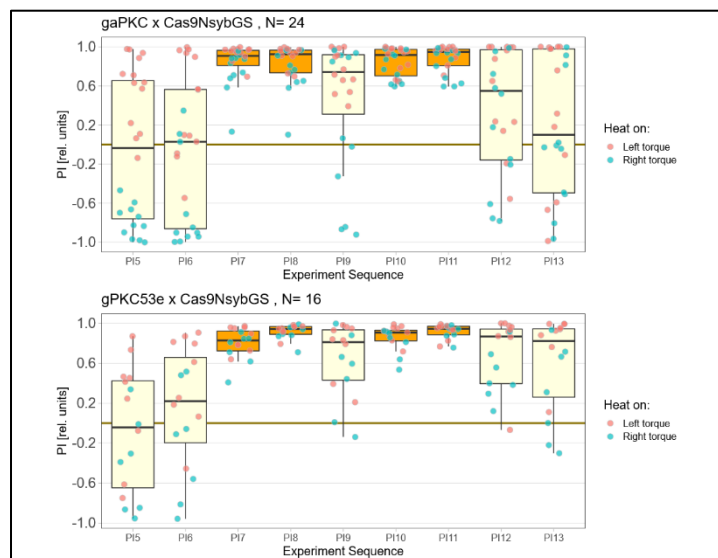 gaPKC x Cas9NsybGS , N= 24
PI [rel. units]
1.0
0.6
0.2
-0.2
-0.6
-1.0
PI5 PI6 PI7 PI8 PI9 PI10 PI11 PI12 PI13
Experiment Sequence
Heat on:
Left torque
Right torque
gPKC53e x Cas9NsybGS , N= 16
PI [rel. units]
1.0
0.6
0.2
-0.2
-0.6
-1.0
PI5 PI6 PI7 PI8 PI9 PI10 PI11 PI12 PI13
Experiment Sequence
Heat on:
Left torque
Right torque